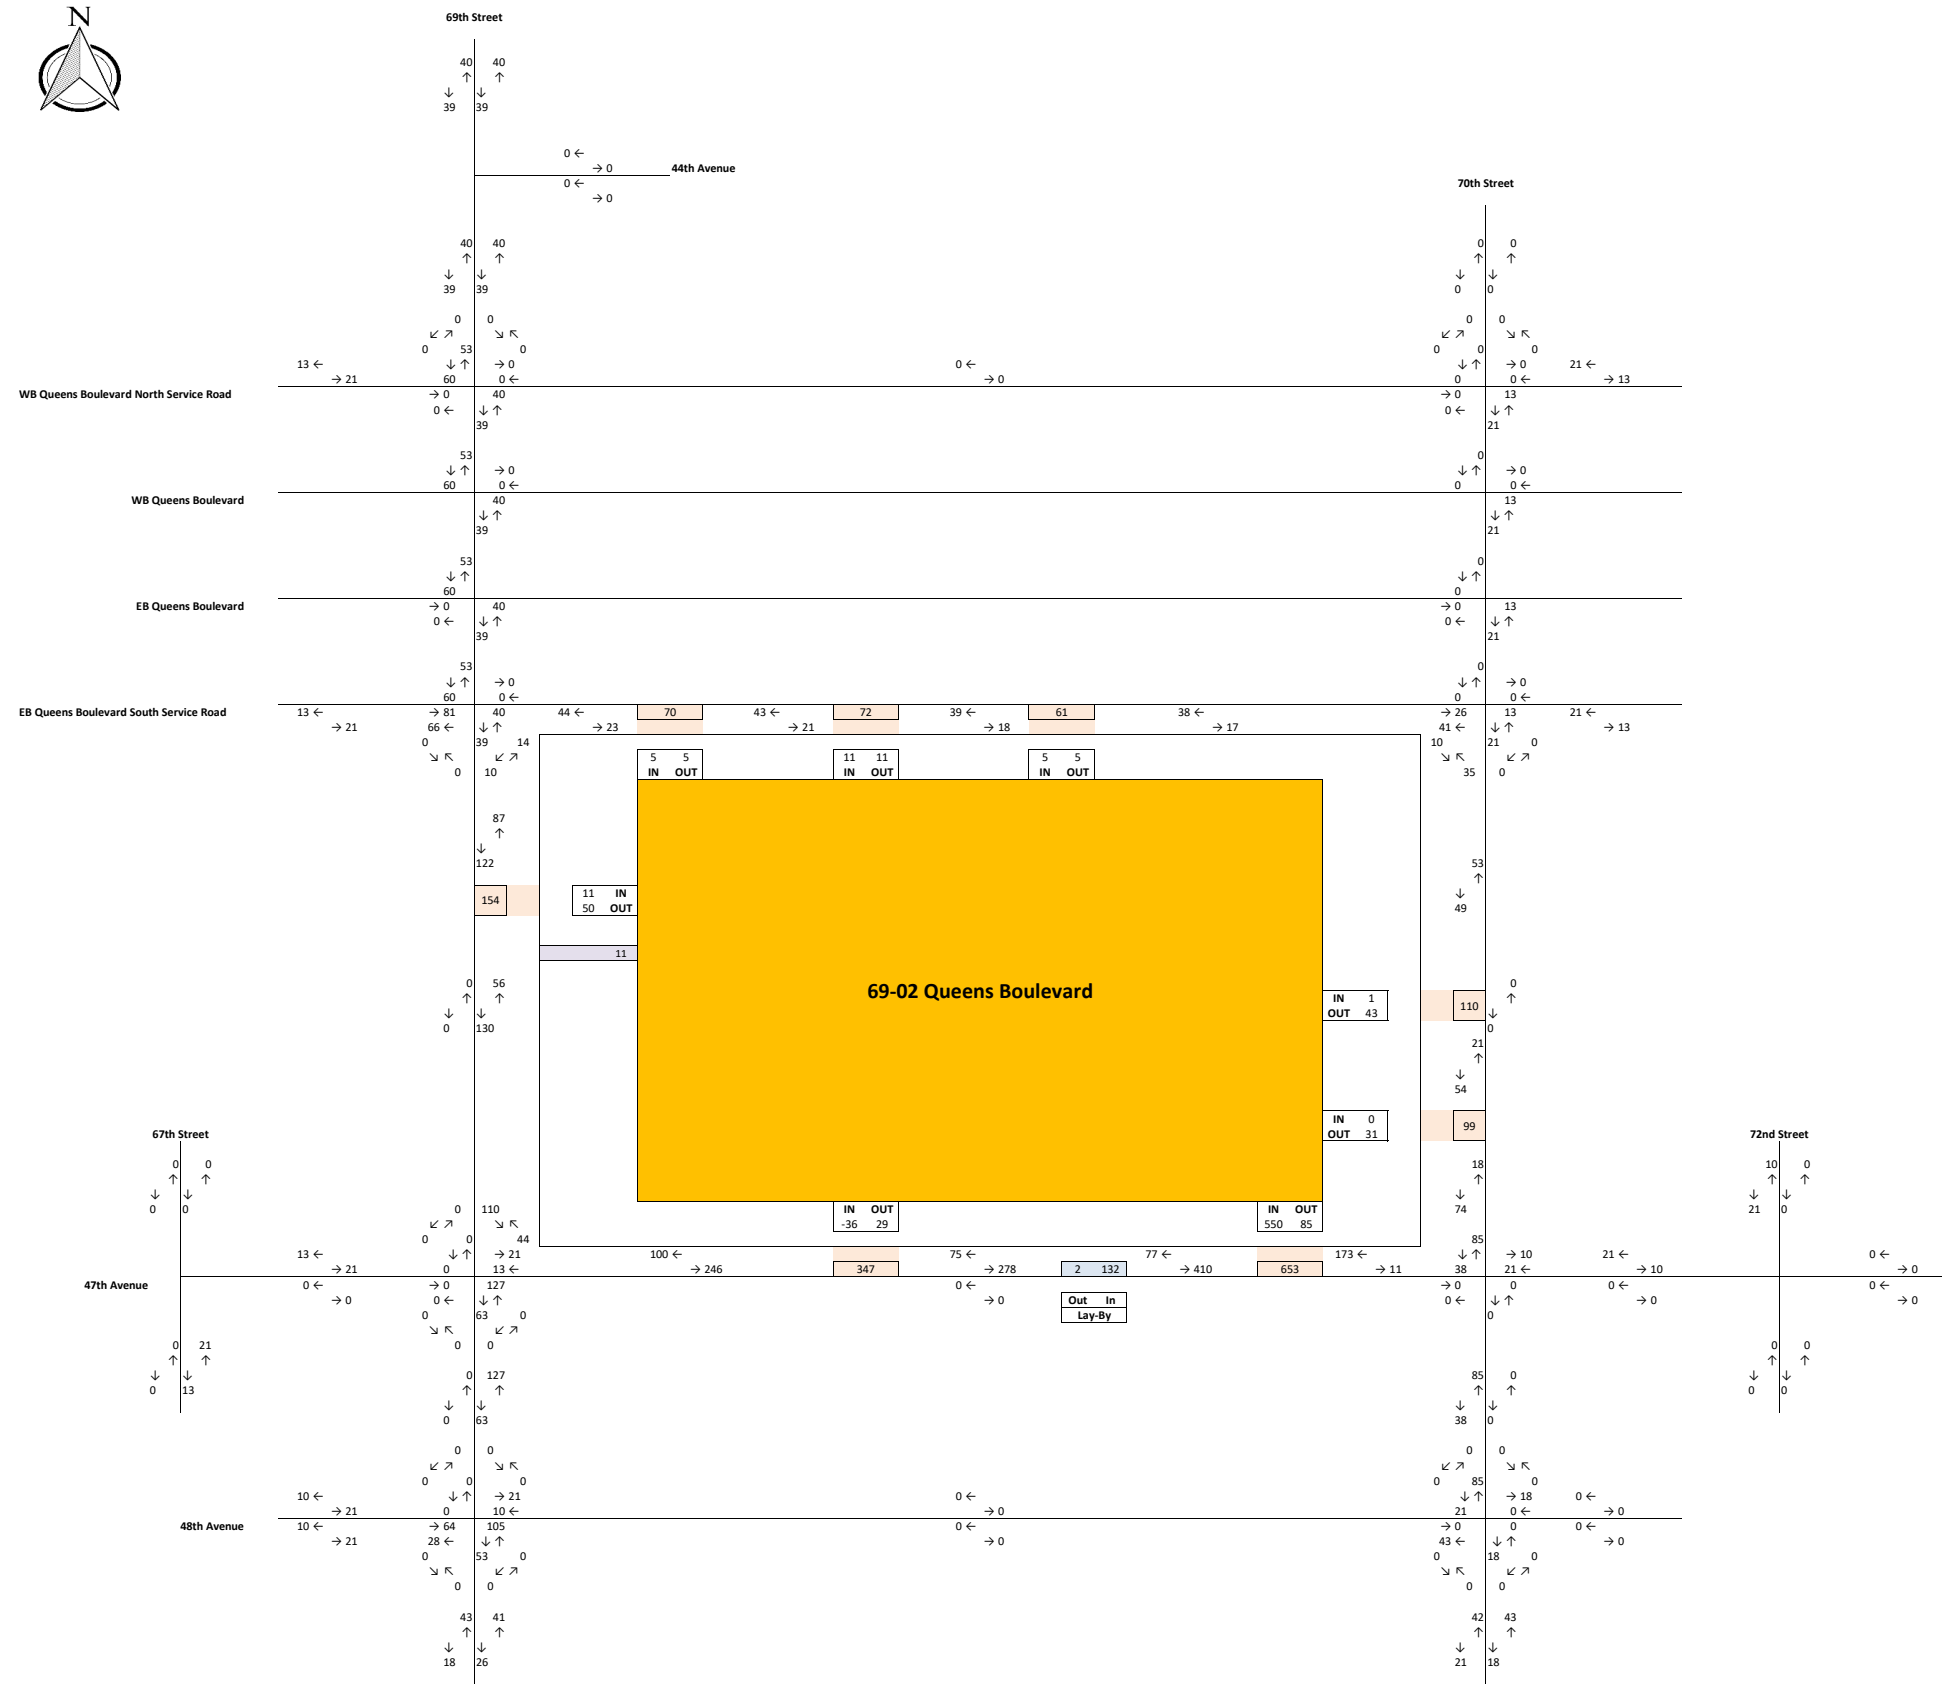 N
69th Street
40 40
↑ ↑
↓ ↓
39 39
0 ←
→ 0 44th Avenue
0 ←
→ 0
70th Street
40 40 0 0
↑ ↑ ↑ ↑
↓ ↓ ↓ ↓
39 39 0 0
0 0 0 0
↙ ↗ ↘ ↖ ↙ ↗ ↘ ↖
0 53 0 0 0 0
13 ← ↓ ↑ → 0 0 ← ↓ ↑ → 0 21 ←
→ 21 60 0 ← → 0 0 0 ← → 13
WB Queens Boulevard North Service Road → 0 40 → 0 13
0 ← ↓ ↑ 0 ← ↓ ↑
39 21
53 0
↓ ↑ → 0 ↓ ↑ → 0
60 0 ← 0 0 ←
WB Queens Boulevard 40 13
↓ ↑ ↓ ↑
39 21
53 0
↓ ↑ ↓ ↑
60 0
EB Queens Boulevard → 0 40 → 0 13
0 ← ↓ ↑ 0 ← ↓ ↑
39 21
53 0
↓ ↑ → 0 ↓ ↑ → 0
60 0 ← 0 0 ←
EB Queens Boulevard South Service Road 13 ← → 81 40 44 ← 70 43 ← 72 39 ← 61 38 ← → 26 13 21 ←
→ 21 66 ← ↓ ↑ → 23 → 21 → 18 → 17 41 ← ↓ ↑ → 13
0 39 14 10 21 0
↘ ↖ ↙ ↗ ↘ ↖ ↙ ↗
0 10 35 0
5 5 11 11 5 5
IN OUT IN OUT IN OUT
87
↑
↓
122
53
↑
↓
49
154 11 IN
50 OUT
11
69-02 Queens Boulevard
0 56 0
↑ ↑ ↑
↓ ↓ ↓
0 130 0
IN 1 110
OUT 43
21
↑
↓
54
IN 0 99
OUT 31
67th Street 72nd Street
0 0 18 10 0
↑ ↑ ↑ ↑ ↑
↓ ↓ ↓ ↓ ↓
0 0 74 21 0
0 110 IN OUT IN OUT
↙ ↗ ↘ ↖ -36 29 550 85
0 0 44 85
13 ← ↓ ↑ → 21 100 ← 75 ← 77 ← 173 ← ↓ ↑ → 10 21 ← 0 ←
→ 21 0 13 ← → 246 347 → 278 2 132 → 410 653 → 11 38 21 ← → 10 → 0
47th Avenue 0 ← → 0 127 0 ← → 0 0 0 ← 0 ←
→ 0 0 ← ↓ ↑ → 0 Out In 0 ← ↓ ↑ → 0 → 0
0 63 0 Lay-By 0
↘ ↖ ↙ ↗
0 0
0 21 0 0
↑ ↑ ↑ ↑
↓ ↓ ↓ ↓
0 13 0 0
0 127 85 0
↑ ↑ ↑ ↑
↓ ↓ ↓ ↓
0 63 38 0
0 0 0 0
↙ ↗ ↘ ↖ ↙ ↗ ↘ ↖
0 0 0 0 85 0
10 ← ↓ ↑ → 21 0 ← ↓ ↑ → 18 0 ←
→ 21 0 10 ← → 0 21 0 ← → 0
48th Avenue 10 ← → 64 105 0 ← → 0 0 0 ←
→ 21 28 ← ↓ ↑ → 0 43 ← ↓ ↑ → 0
0 53 0 0 18 0
↘ ↖ ↙ ↗ ↘ ↖ ↙ ↗
0 0 0 0
43 41 42 43
↑ ↑ ↑ ↑
↓ ↓ ↓ ↓
18 26 21 18